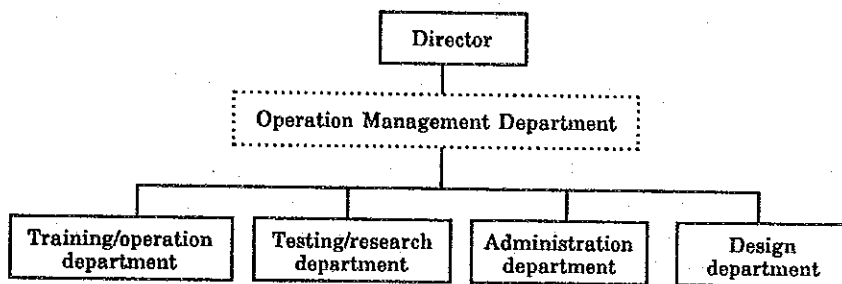 Director
Operation Management Department
Training/operation
department
Testing/research
department
Administration
department
Design
department